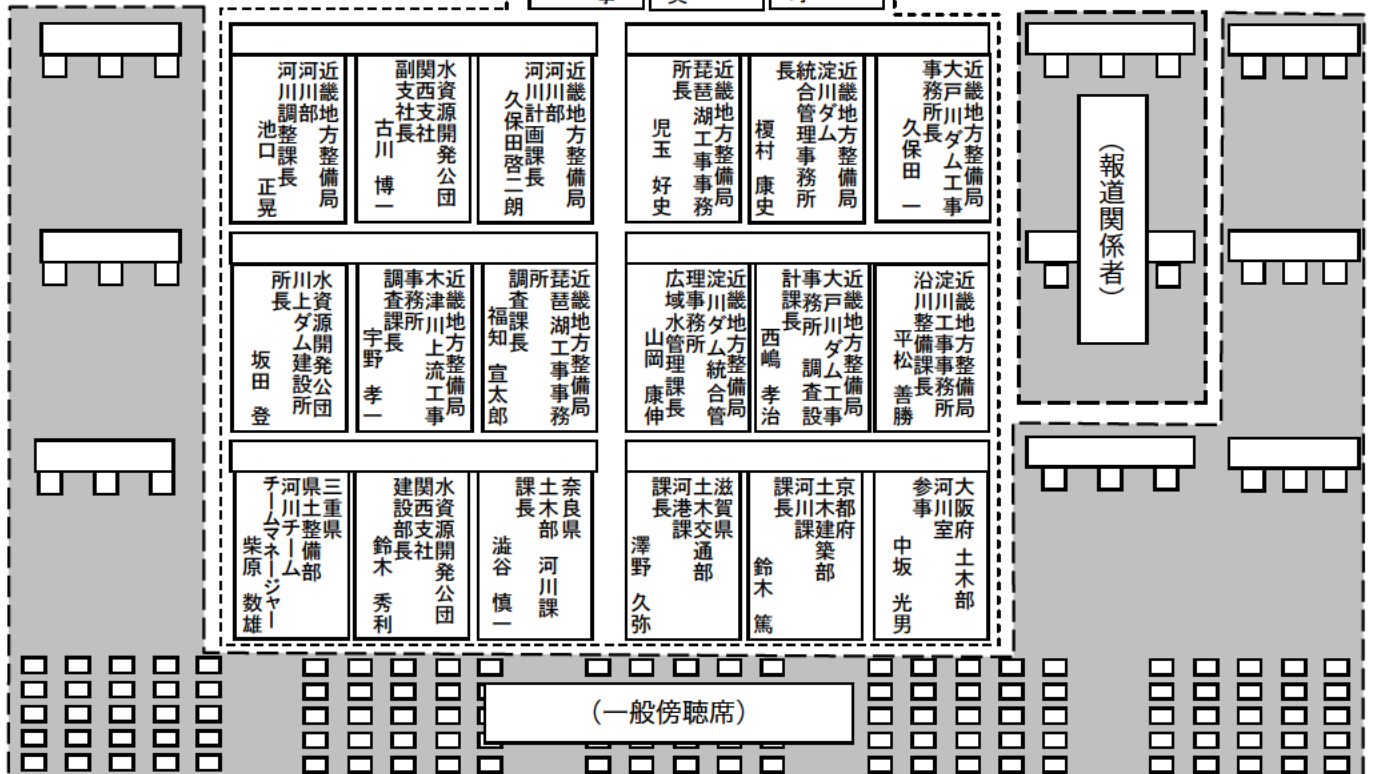 近畿地方整備局
河川部
河川調整課長
池口 正晃
水資源開発公団
関西支社
副支社長
古川 博一
近畿地方整備局
河川部
河川計画課長
久保田啓二朗
近畿地方整備局
琵琶湖工事事務
所長
児玉 好史
近畿地方整備局
淀川ダム
統合管理事務所
長
榎村 康史
近畿地方整備局
大戸川ダム工事
事務所長
久保田 一
(報道関係者)
水資源開発公団
川上ダム建設所
所長
坂田 登
近畿地方整備局
木津川上流工事
事務所
調査課長
宇野 孝一
近畿地方整備局
琵琶湖工事事務
所
調査課長
福知 宣太郎
近畿地方整備局
淀川ダム統合管
理事務所
広域水管理課長
山岡 康伸
近畿地方整備局
大戸川ダム工事
事務所 調査設
計課長
西嶋 孝治
近畿地方整備局
淀川工事事務所
沿川整備課長
平松 善勝
三重県
県土整備部
河川チーム
チームマネージャー
柴原 数雄
水資源開発公団
関西支社
建設部長
鈴木 秀利
奈良県
土木部 河川課
課長
澁谷 慎一
滋賀県
土木交通部
河港課
課長
澤野 久弥
京都府
土木建築部
河川課
課長
鈴木 篤
大阪府 土木部
河川室
参事
中坂 光男
(一般傍聴席)